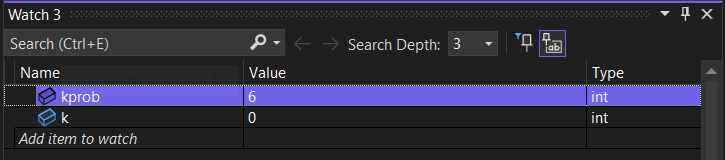 Watch 3
Search (Ctrl+E) Search Depth: 3
Name Value Type
kprob 6 int
k 0 int
Add item to watch